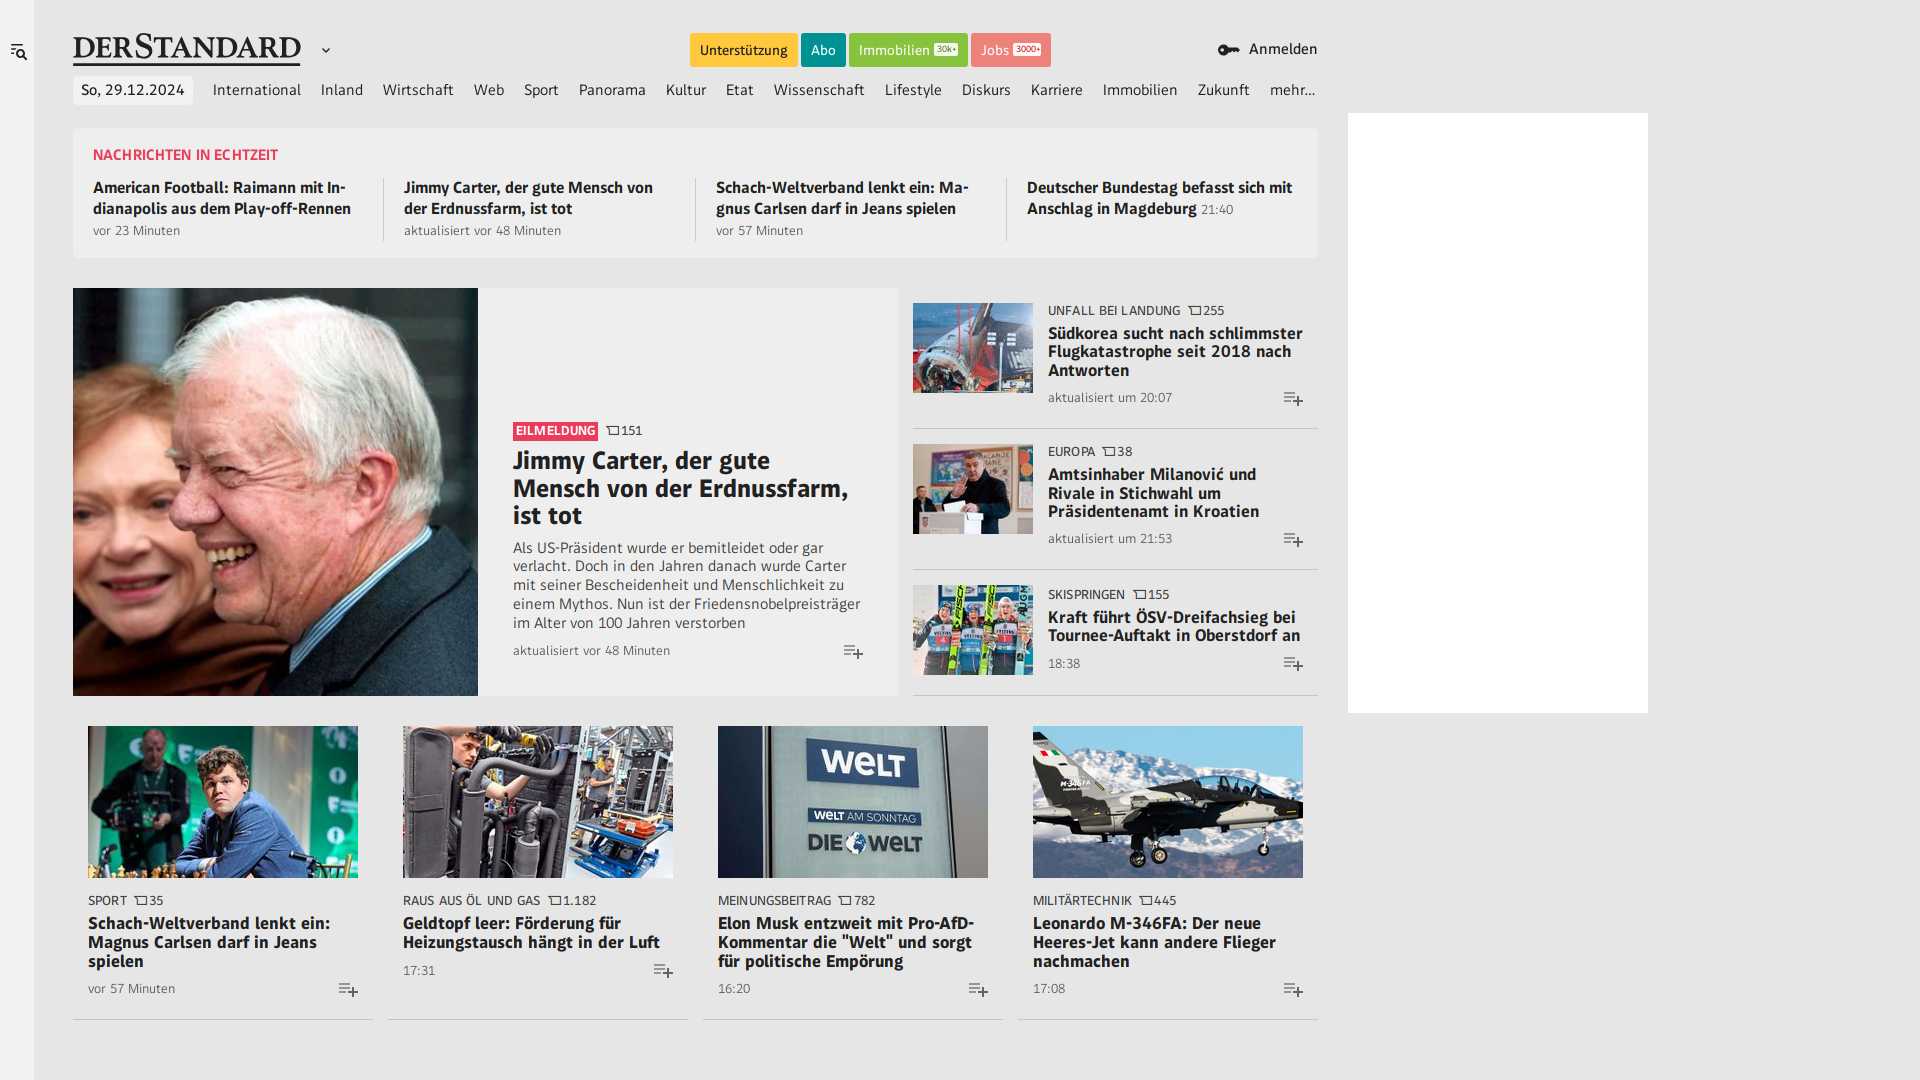 DERSTANDARD
Unterstützung
Abo
Immobilien 30k+
Jobs 3000+
Anmelden
So, 29.12.2024
International
Inland
Wirtschaft
Web
Sport
Panorama
Kultur
Etat
Wissenschaft
Lifestyle
Diskurs
Karriere
Immobilien
Zukunft
mehr...
NACHRICHTEN IN ECHTZEIT
American Football: Raimann mit In-
dianapolis aus dem Play-off-Rennen
vor 23 Minuten
Jimmy Carter, der gute Mensch von
der Erdnussfarm, ist tot
aktualisiert vor 48 Minuten
Schach-Weltverband lenkt ein: Ma-
gnus Carlsen darf in Jeans spielen
vor 57 Minuten
Deutscher Bundestag befasst sich mit
Anschlag in Magdeburg 21:40
EILMELDUNG 151
Jimmy Carter, der gute
Mensch von der Erdnussfarm,
ist tot
Als US-Präsident wurde er bemitleidet oder gar
verlacht. Doch in den Jahren danach wurde Carter
mit seiner Bescheidenheit und Menschlichkeit zu
einem Mythos. Nun ist der Friedensnobelpreisträger
im Alter von 100 Jahren verstorben
aktualisiert vor 48 Minuten
UNFALL BEI LANDUNG 255
Südkorea sucht nach schlimmster
Flugkatastrophe seit 2018 nach
Antworten
aktualisiert um 20:07
EUROPA 38
Amtsinhaber Milanović und
Rivale in Stichwahl um
Präsidentenamt in Kroatien
aktualisiert um 21:53
SKISPRINGEN 155
Kraft führt ÖSV-Dreifachsieg bei
Tournee-Auftakt in Oberstdorf an
18:38
SPORT 35
Schach-Weltverband lenkt ein:
Magnus Carlsen darf in Jeans
spielen
vor 57 Minuten
RAUS AUS ÖL UND GAS 1.182
Geldtopf leer: Förderung für
Heizungstausch hängt in der Luft
17:31
WELT
WELT AM SONNTAG
DIE WELT
MEINUNGSBEITRAG 782
Elon Musk entzweit mit Pro-AfD-
Kommentar die "Welt" und sorgt
für politische Empörung
16:20
M-346FA
MILITÄRTECHNIK 445
Leonardo M-346FA: Der neue
Heeres-Jet kann andere Flieger
nachmachen
17:08